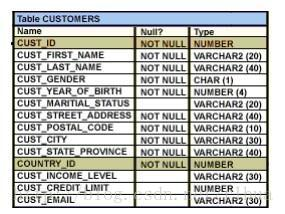 Table CUSTOMERS
Name Null? Type
CUST_ID NOT NULL NUMBER
CUST_FIRST_NAME NOT NULL VARCHAR2 (20)
CUST_LAST_NAME NOT NULL VARCHAR2 (40)
CUST_GENDER NOT NULL CHAR (1)
CUST_YEAR_OF_BIRTH NOT NULL NUMBER (4)
CUST_MARITIAL_STATUS VARCHAR2 (20)
CUST_STREET_ADDRESS NOT NULL VARCHAR2 (40)
CUST_POSTAL_CODE NOT NULL VARCHAR2 (10)
CUST_CITY NOT NULL VARCHAR2 (30)
CUST_STATE_PROVINCE NOT NULL VARCHAR2 (40)
COUNTRY_ID NOT NULL NUMBER
CUST_INCOME_LEVEL VARCHAR2 (30)
CUST_CREDIT_LIMIT NUMBER
CUST_EMAIL VARCHAR2 (30)